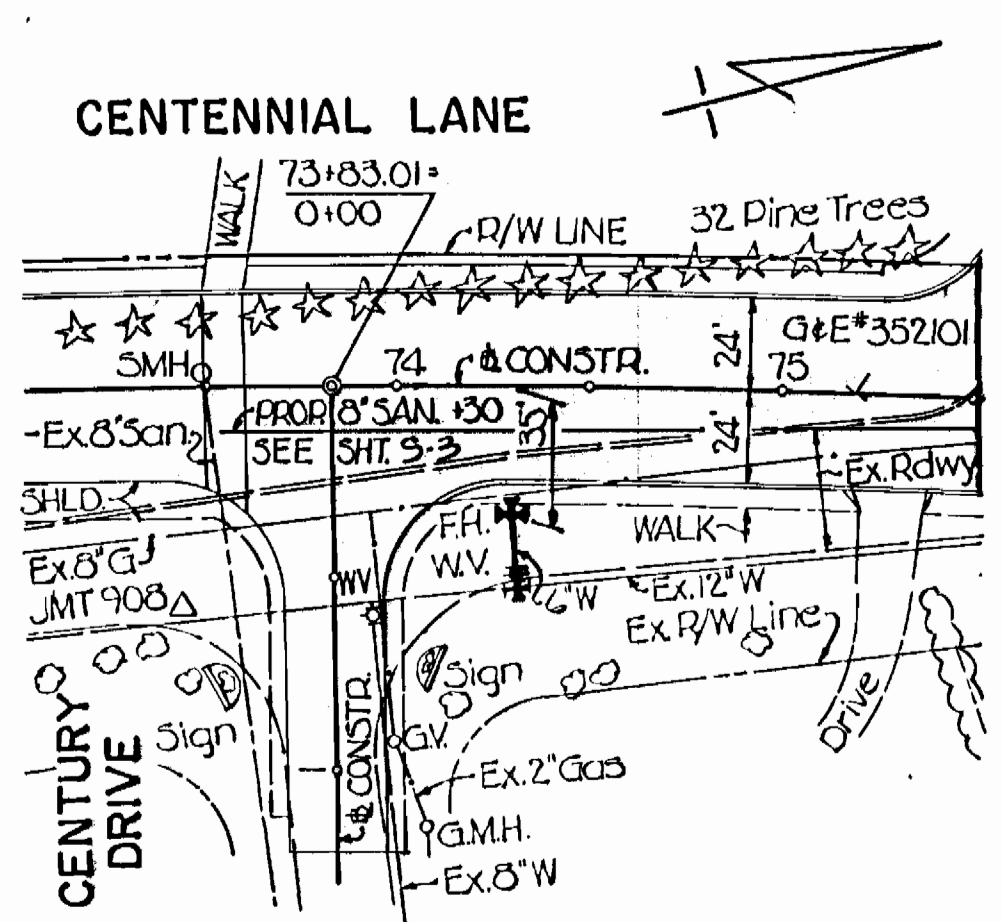 CENTENNIAL LANE
WALK
73+83.01=
0+00
R/W LINE
32 Pine Trees
SMH
74
℄ CONSTR.
24'
G&E#352101
75
PROP. 8" SAN. +30
SEE SHT. S-3
35'
24'
Ex. 8" San.
Ex. Rdwy
SHLD.
F.H.
WALK
Ex. 8" G
W.V.
WV
6" W
Ex. 12" W
JMT 908
Ex R/W Line
Sign
Sign
Drive
CENTURY
DRIVE
℄ CONSTR.
G.V.
Ex. 2" Gas
G.M.H.
Ex. 8" W